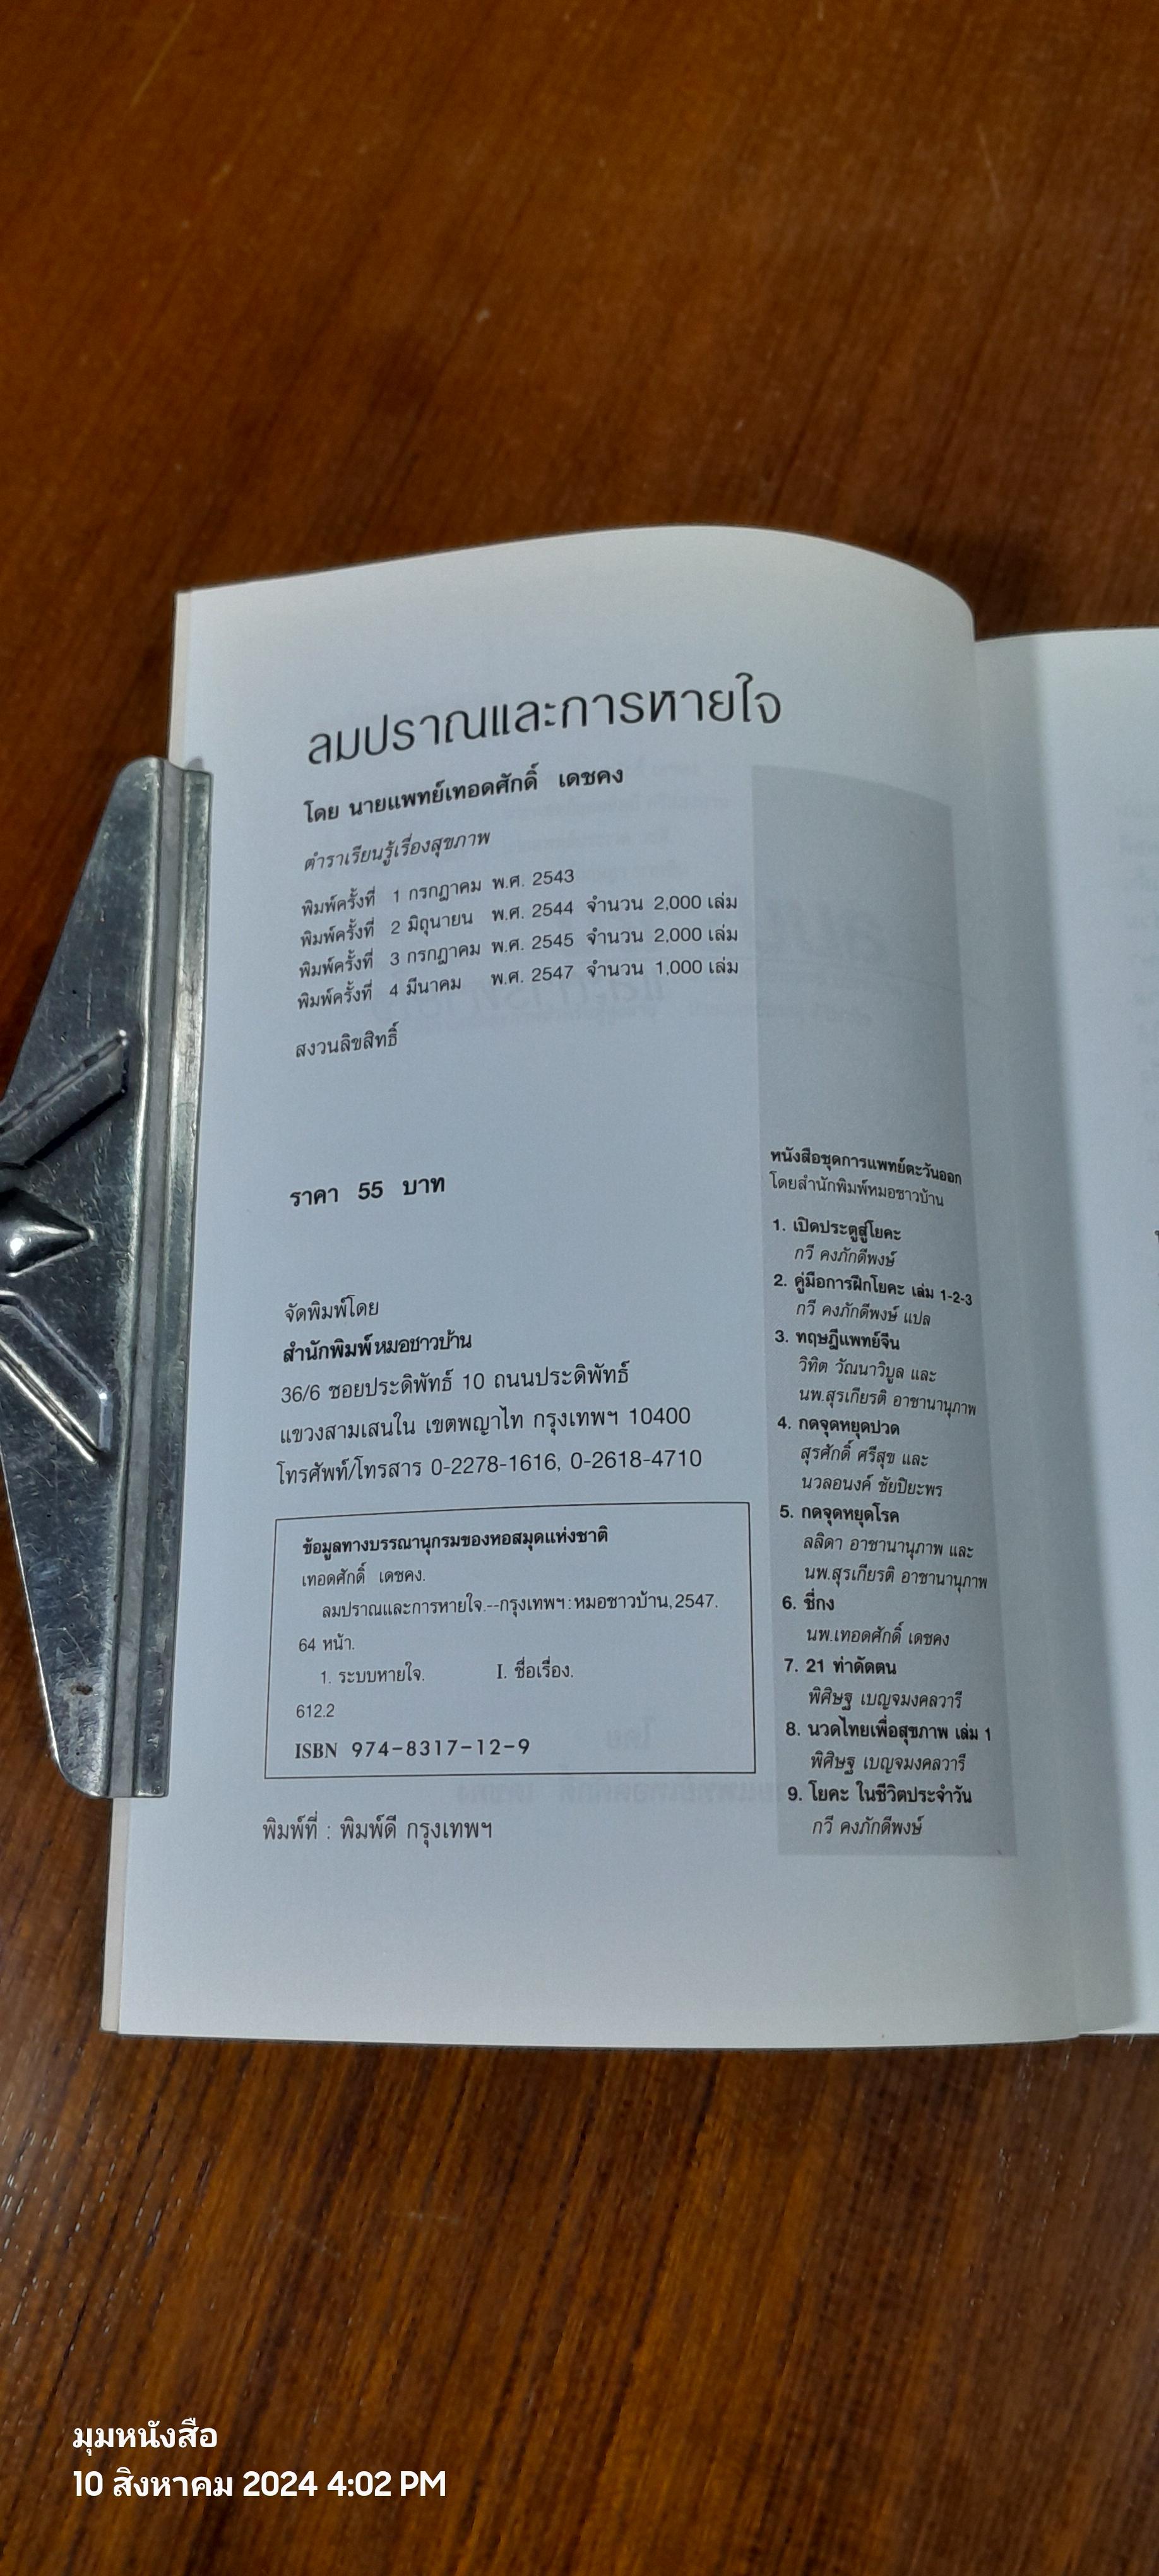 ลมปราณและการหายใจ
โดย นายแพทย์เทอดศักดิ์ เดชคง
ตำราเรียนรู้เรื่องสุขภาพ
พิมพ์ครั้งที่ 1 กรกฎาคม พ.ศ. 2543
พิมพ์ครั้งที่ 2 มิถุนายน พ.ศ. 2544 จำนวน 2,000 เล่ม
พิมพ์ครั้งที่ 3 กรกฎาคม พ.ศ. 2545 จำนวน 2,000 เล่ม
พิมพ์ครั้งที่ 4 มีนาคม พ.ศ. 2547 จำนวน 1,000 เล่ม
สงวนลิขสิทธิ์
ราคา 55 บาท
จัดพิมพ์โดย
สำนักพิมพ์หมอชาวบ้าน
36/6 ซอยประดิพัทธ์ 10 ถนนประดิพัทธ์
แขวงสามเสนใน เขตพญาไท กรุงเทพฯ 10400
โทรศัพท์/โทรสาร 0-2278-1616, 0-2618-4710
ข้อมูลทางบรรณานุกรมของหอสมุดแห่งชาติ
เทอดศักดิ์ เดชคง.
ลมปราณและการหายใจ.--กรุงเทพฯ:หมอชาวบ้าน,2547.
64 หน้า.
1. ระบบหายใจ. I. ชื่อเรื่อง.
612.2
ISBN 974-8317-12-9
พิมพ์ที่ : พิมพ์ดี กรุงเทพฯ
หนังสือชุดการแพทย์ตะวันออก
โดยสำนักพิมพ์หมอชาวบ้าน
1. เปิดประตูสู่โยคะ
กวี คงภักดีพงษ์
2. คู่มือการฝึกโยคะ เล่ม 1-2-3
กวี คงภักดีพงษ์ แปล
3. ทฤษฎีแพทย์จีน
วิทิต วัณนาวิบูล และ
นพ.สุรเกียรติ อาชานานุภาพ
4. กดจุดหยุดปวด
สุรศักดิ์ ศรีสุข และ
นวลอนงค์ ชัยปิยะพร
5. กดจุดหยุดโรค
ลลิตา อาชานานุภาพ และ
นพ.สุรเกียรติ อาชานานุภาพ
6. ชี่กง
นพ.เทอดศักดิ์ เดชคง
7. 21 ท่าดัดตน
พิศิษฐ เบญจมงคลวารี
8. นวดไทยเพื่อสุขภาพ เล่ม 1
พิศิษฐ เบญจมงคลวารี
9. โยคะ ในชีวิตประจำวัน
กวี คงภักดีพงษ์
มุมหนังสือ
10 สิงหาคม 2024 4:02 PM